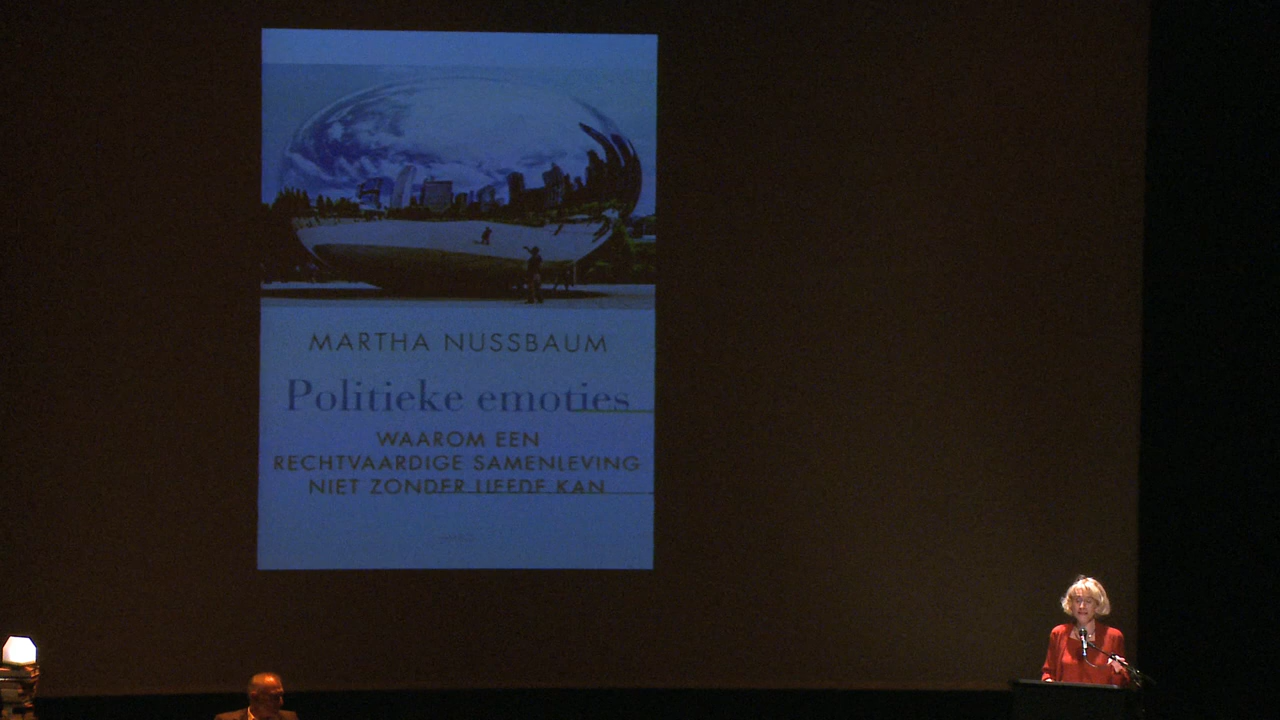 MARTHA NUSSBAUM
Politieke emoties
WAAROM EEN
RECHTVAARDIGE SAMENLEVING
NIET ZONDER LIEFDE KAN